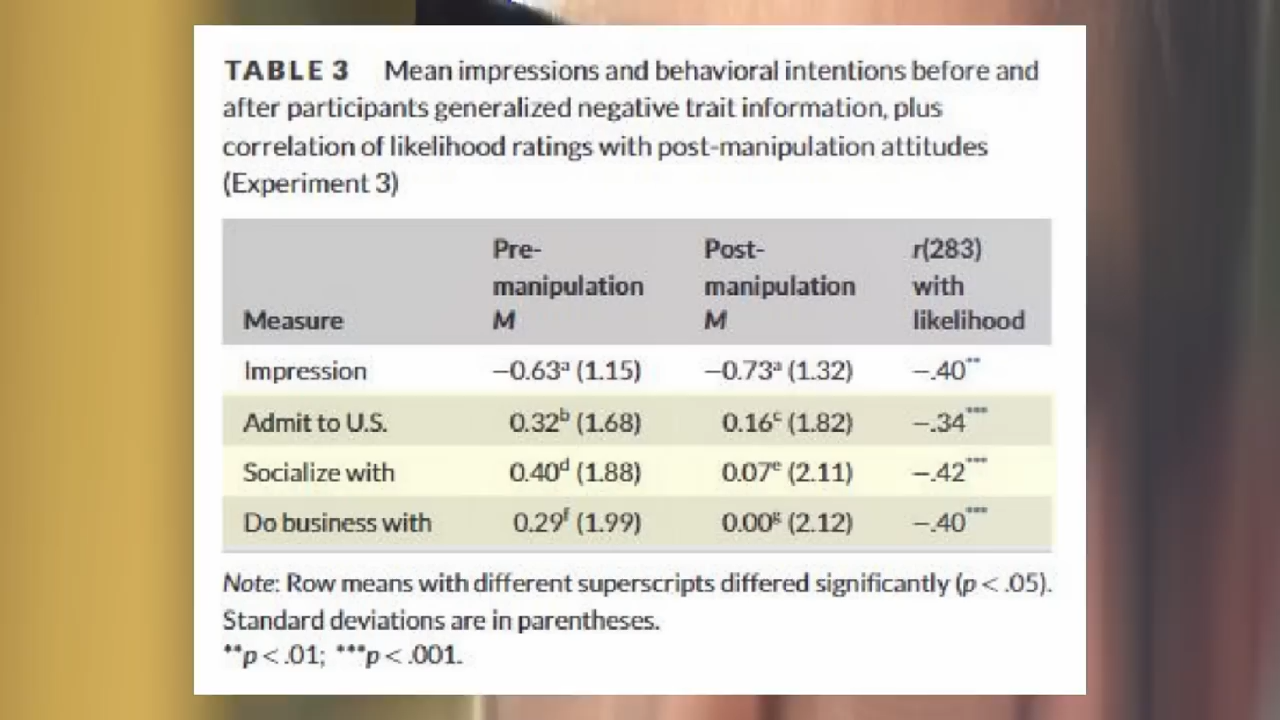 TABLE 3 Mean impressions and behavioral intentions before and
after participants generalized negative trait information, plus
correlation of likelihood ratings with post-manipulation attitudes
(Experiment 3)
Measure Pre-manipulation M Post-manipulation M r(283) with likelihood
Impression −0.63ᵃ (1.15) −0.73ᵃ (1.32) −.40**
Admit to U.S. 0.32ᵇ (1.68) 0.16ᶜ (1.82) −.34***
Socialize with 0.40ᵈ (1.88) 0.07ᵉ (2.11) −.42***
Do business with 0.29ᶠ (1.99) 0.00ᵍ (2.12) −.40***
Note: Row means with different superscripts differed significantly (p < .05).
Standard deviations are in parentheses.
**p < .01; ***p < .001.